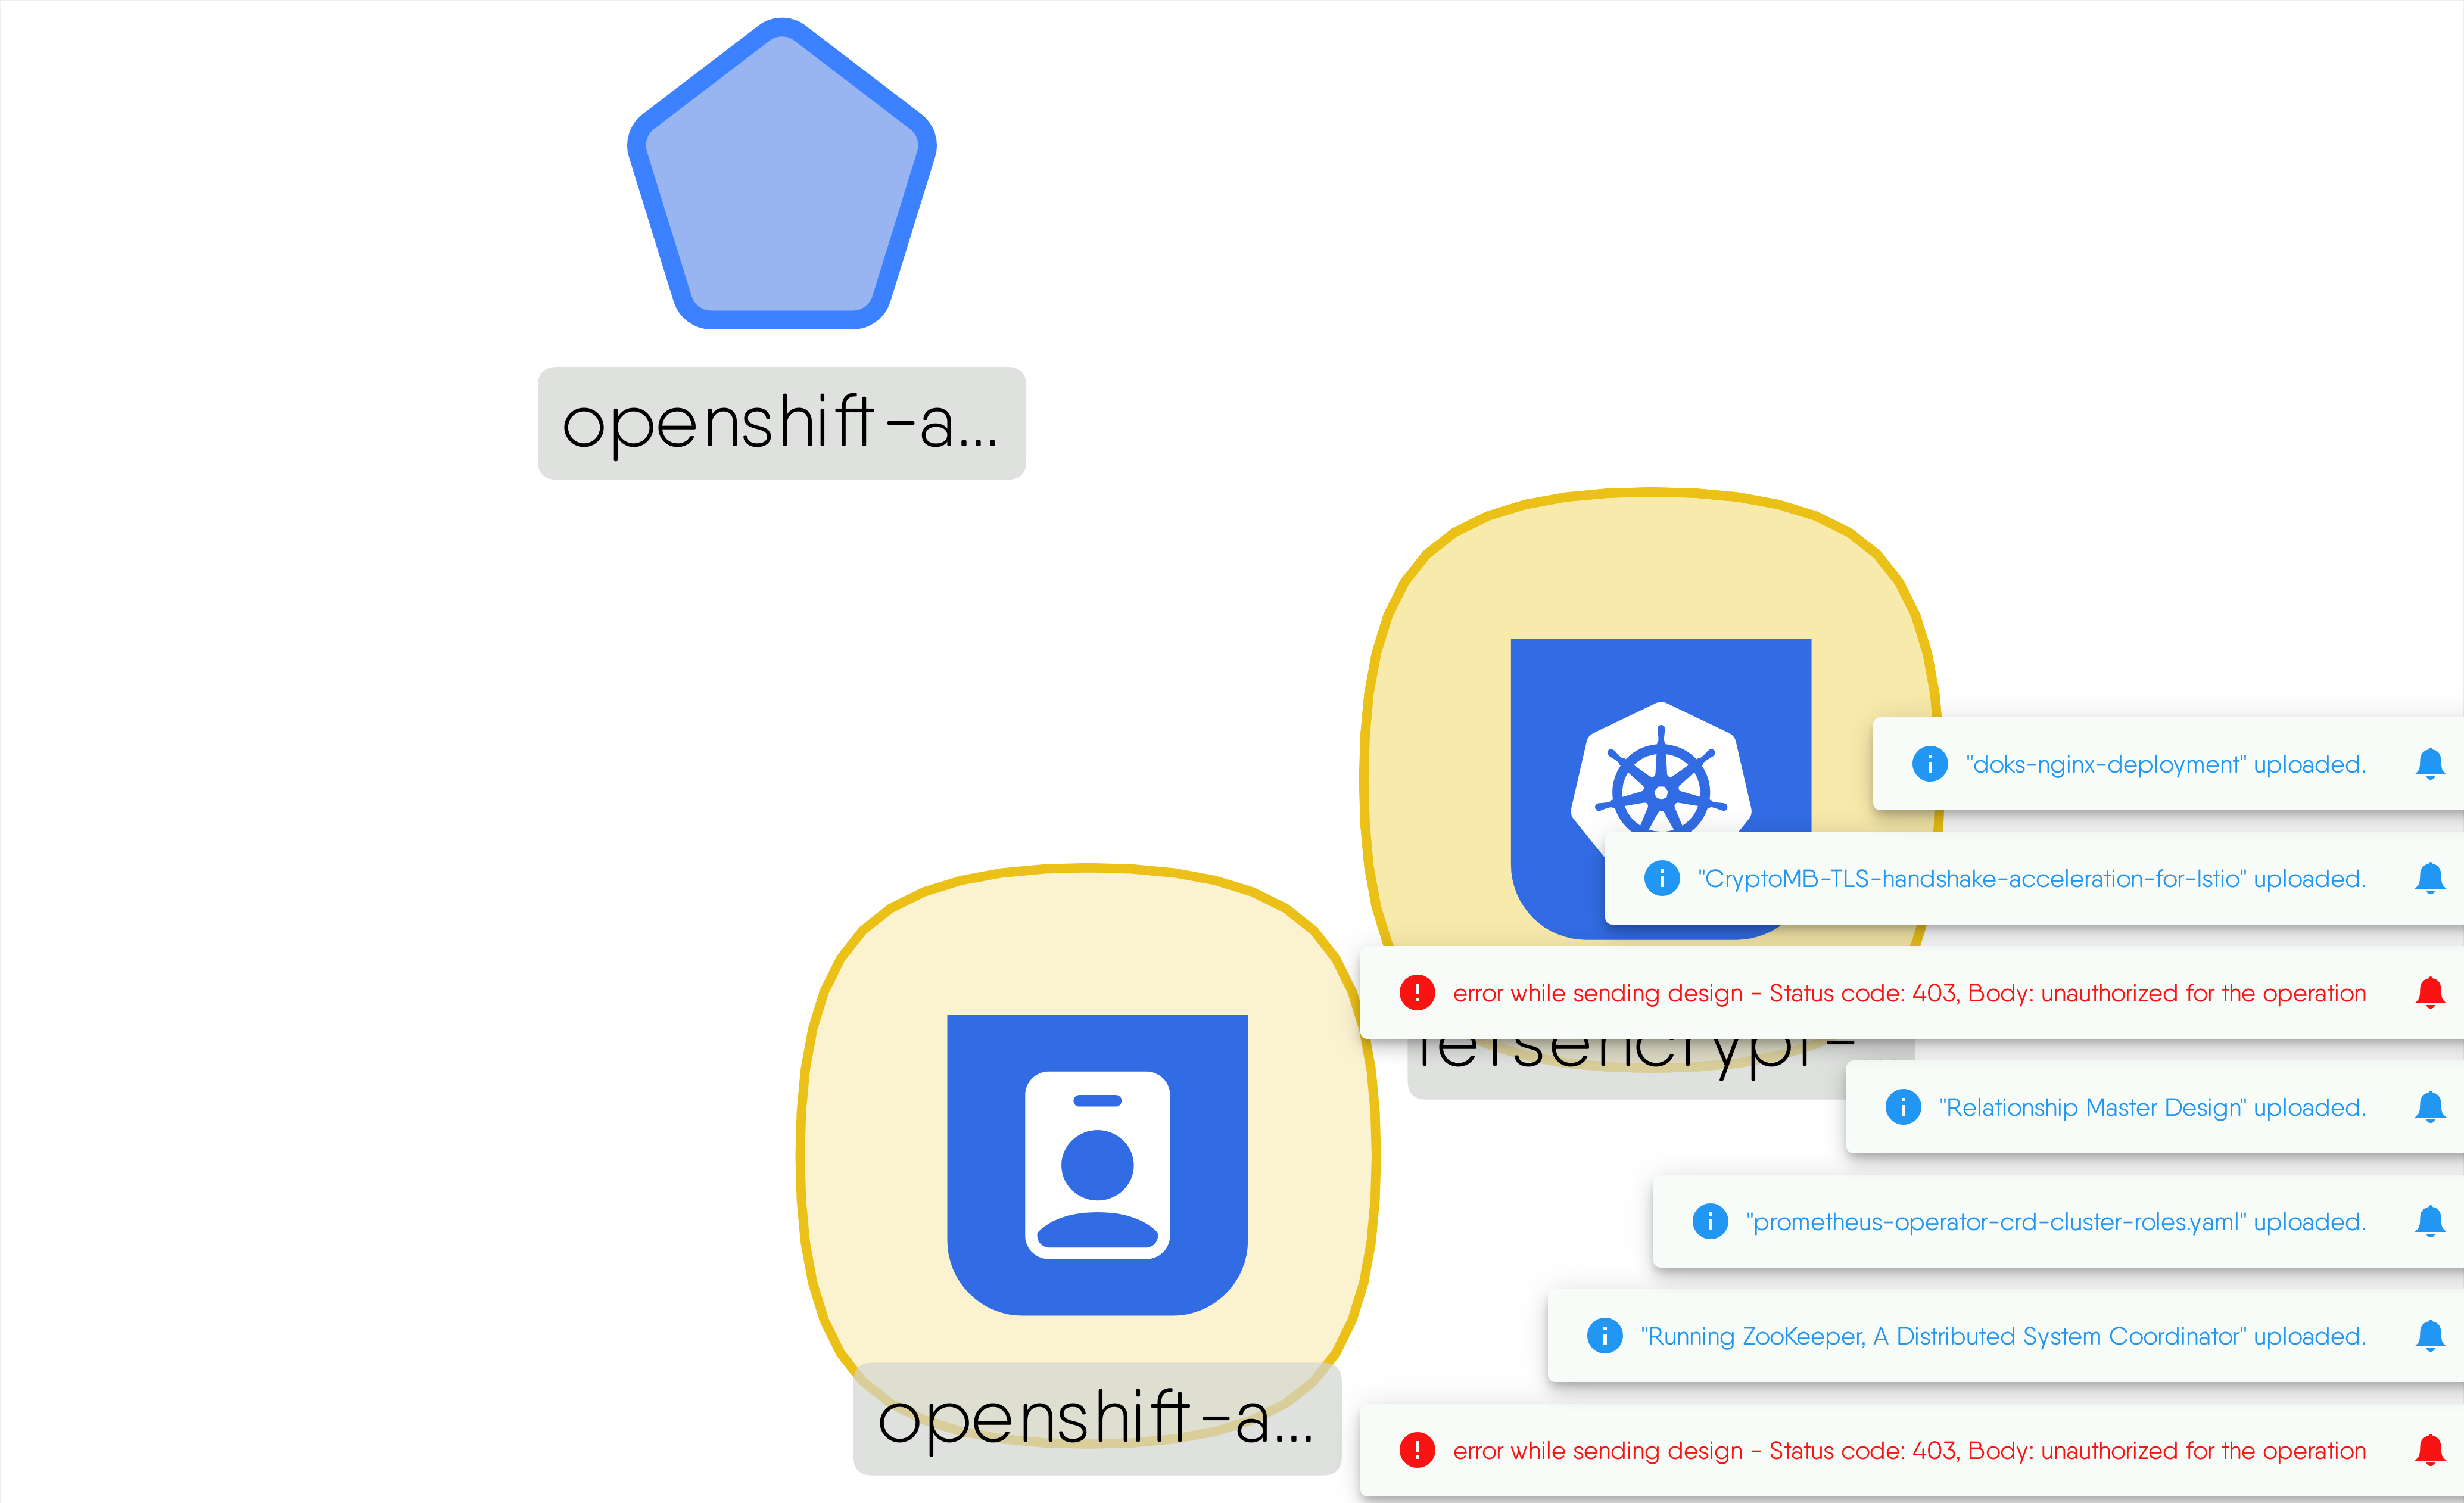 openshift-a...
"doks-nginx-deployment" uploaded.
"CryptoMB-TLS-handshake-acceleration-for-Istio" uploaded.
error while sending design - Status code: 403, Body: unauthorized for the operation
letsencrypt-...
"Relationship Master Design" uploaded.
"prometheus-operator-crd-cluster-roles.yaml" uploaded.
"Running ZooKeeper, A Distributed System Coordinator" uploaded.
openshift-a...
error while sending design - Status code: 403, Body: unauthorized for the operation